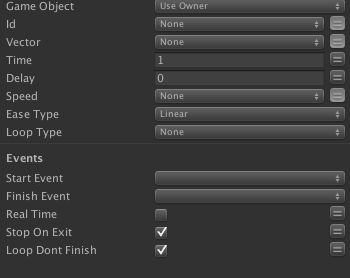 Game Object Use Owner
Id None
Vector None
Time 1
Delay 0
Speed None
Ease Type Linear
Loop Type None
Events
Start Event
Finish Event
Real Time
Stop On Exit
Loop Dont Finish